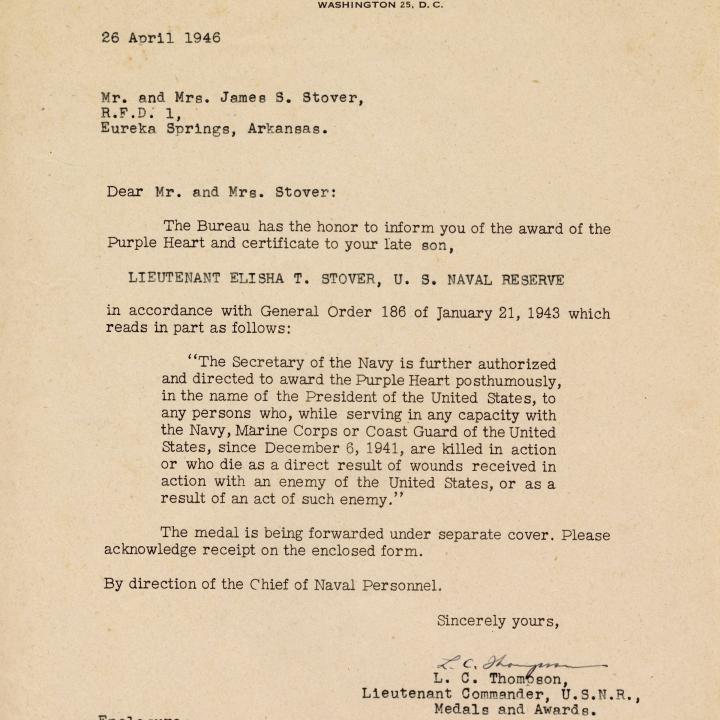 WASHINGTON 25, D. C.
26 April 1946
Mr. and Mrs. James S. Stover,
R.F.D. 1,
Eureka Springs, Arkansas.
Dear Mr. and Mrs. Stover:
The Bureau has the honor to inform you of the award of the
Purple Heart and certificate to your late son,
LIEUTENANT ELISHA T. STOVER, U. S. NAVAL RESERVE
in accordance with General Order 186 of January 21, 1943 which
reads in part as follows:
“The Secretary of the Navy is further authorized
and directed to award the Purple Heart posthumously,
in the name of the President of the United States, to
any persons who, while serving in any capacity with
the Navy, Marine Corps or Coast Guard of the United
States, since December 6, 1941, are killed in action
or who die as a direct result of wounds received in
action with an enemy of the United States, or as a
result of an act of such enemy.”
The medal is being forwarded under separate cover. Please
acknowledge receipt on the enclosed form.
By direction of the Chief of Naval Personnel.
Sincerely yours,
L. C. Thompson
L. C. Thompson,
Lieutenant Commander, U.S.N.R.,
Medals and Awards.
Enclosure